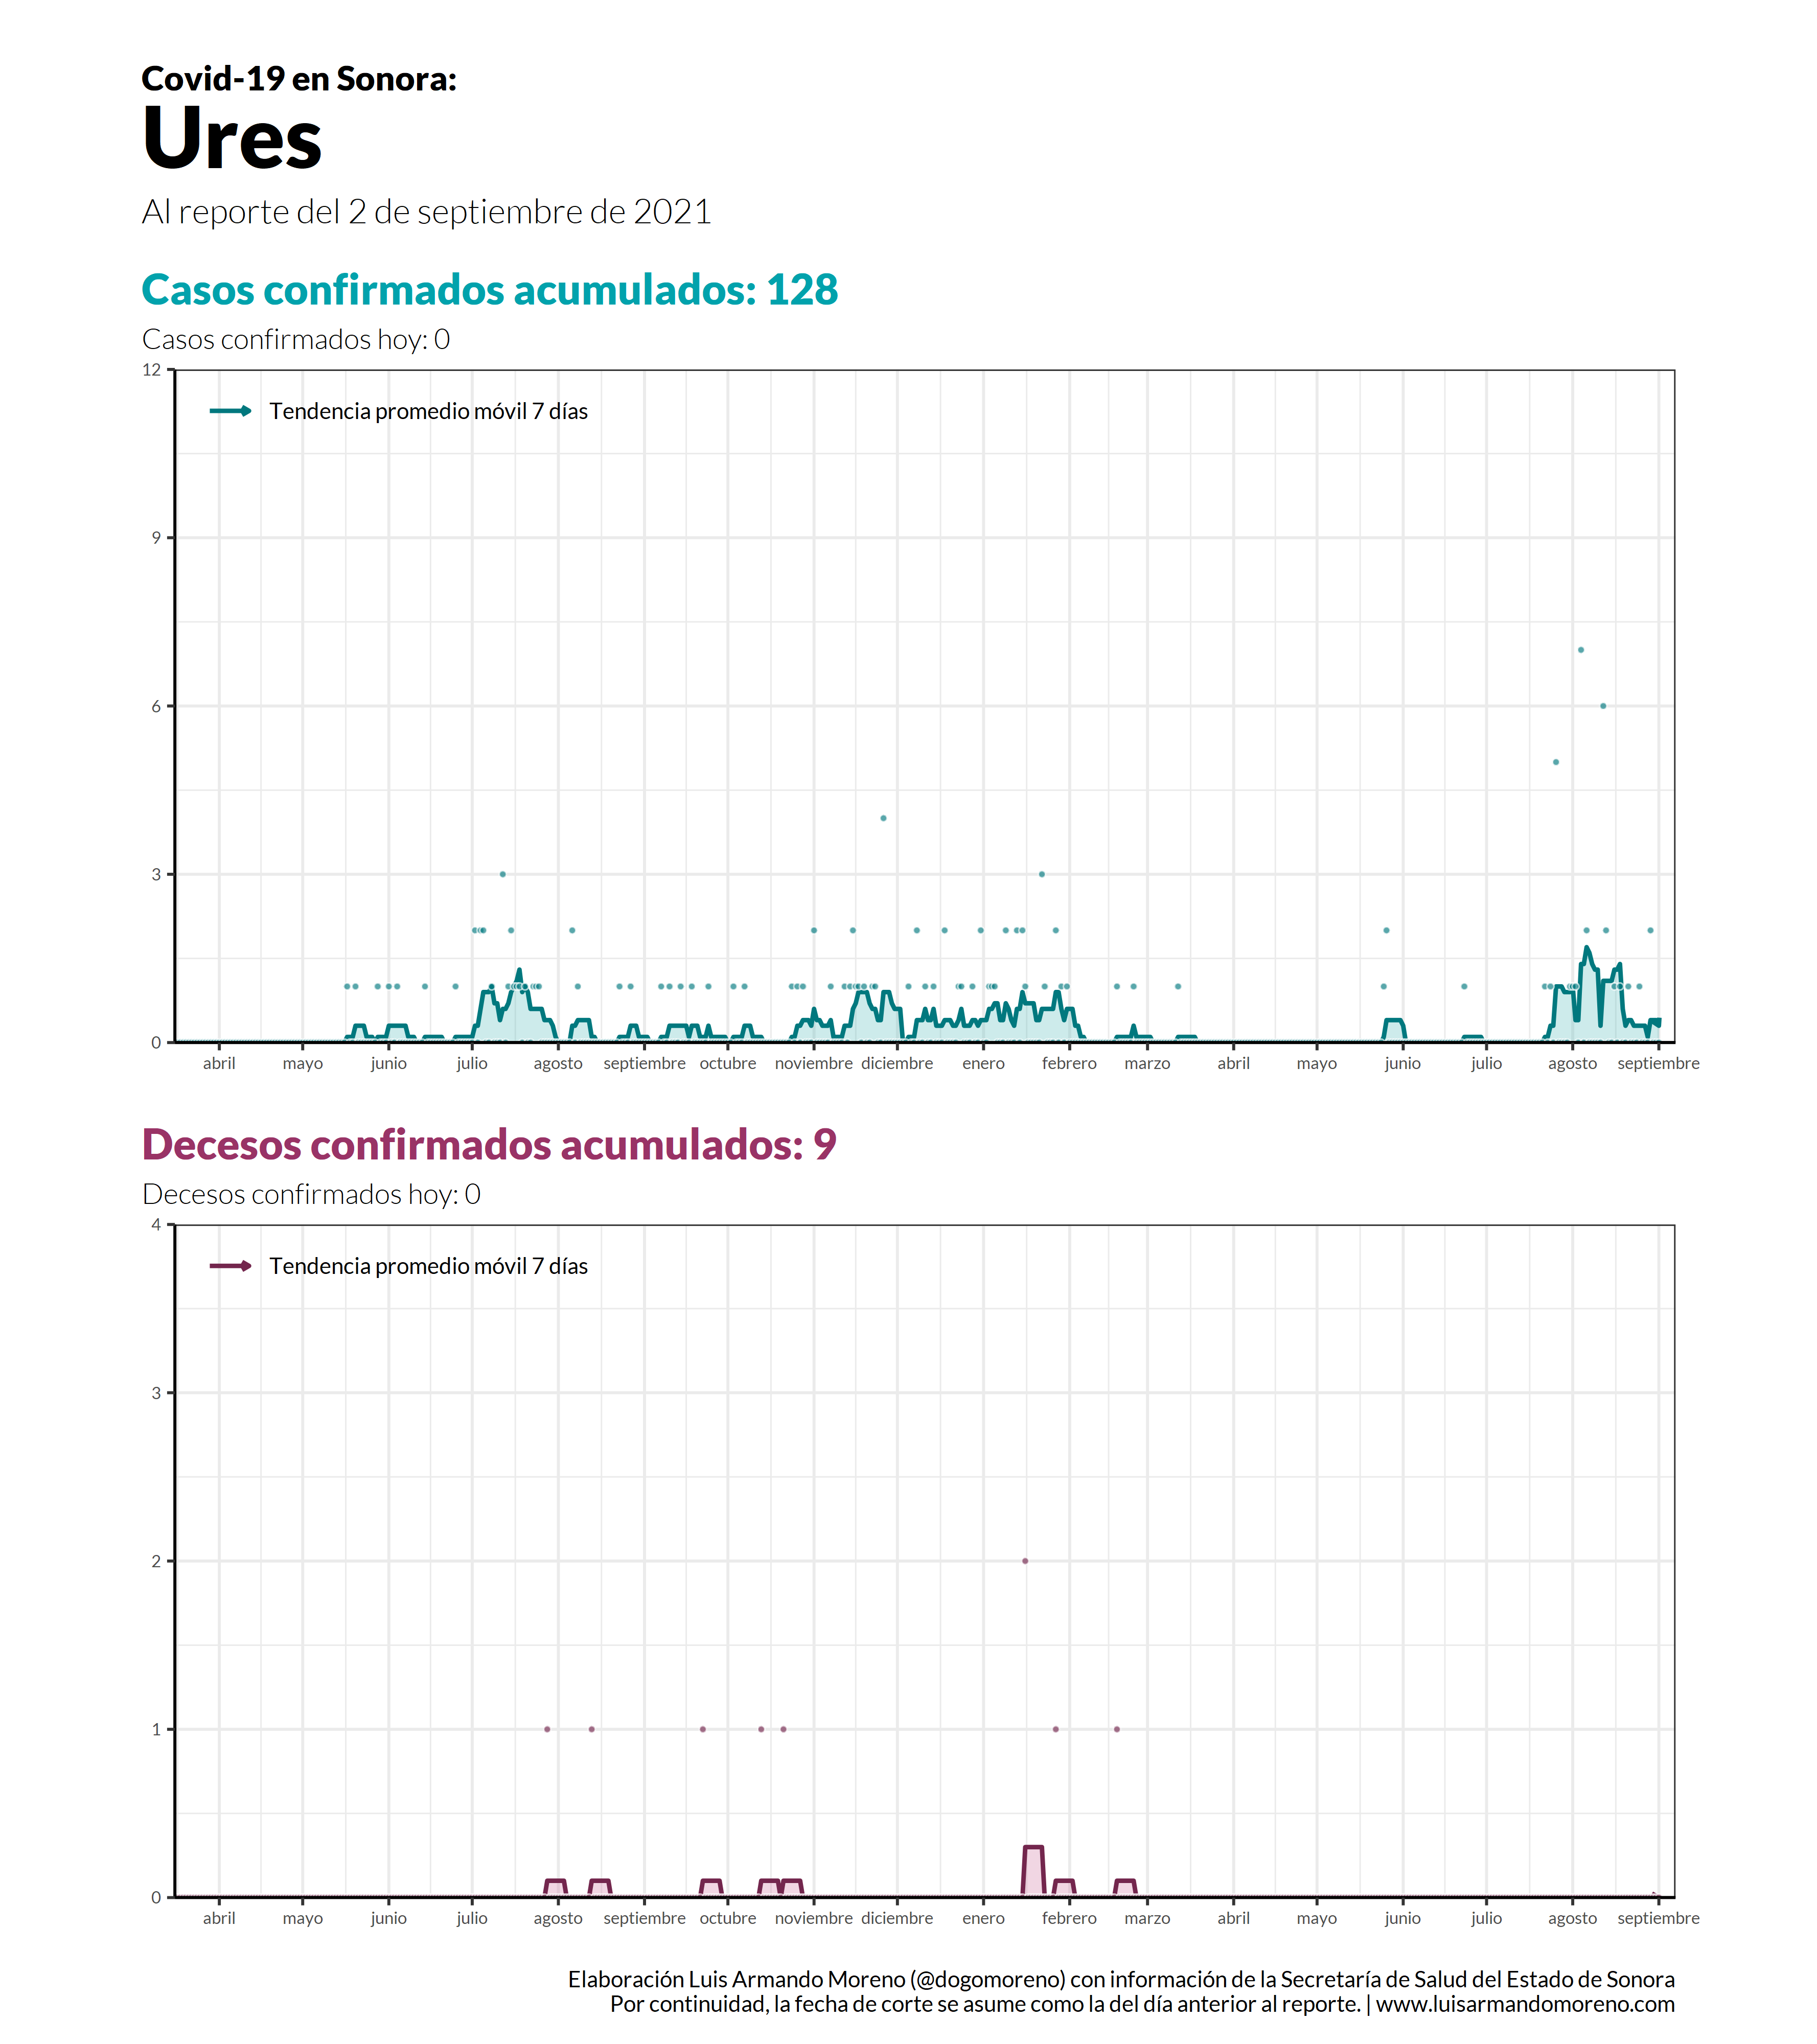 Covid-19 en Sonora:
Ures
Al reporte del 2 de septiembre de 2021
Casos confirmados acumulados: 128
Casos confirmados hoy: 0
12
Tendencia promedio móvil 7 días
9
6
3
0
abril mayo junio julio agosto septiembre octubre noviembre diciembre enero febrero marzo abril mayo junio julio agosto septiembre
Decesos confirmados acumulados: 9
Decesos confirmados hoy: 0
4
Tendencia promedio móvil 7 días
3
2
1
0
abril mayo junio julio agosto septiembre octubre noviembre diciembre enero febrero marzo abril mayo junio julio agosto septiembre
Elaboración Luis Armando Moreno (@dogomoreno) con información de la Secretaría de Salud del Estado de Sonora
Por continuidad, la fecha de corte se asume como la del día anterior al reporte. | www.luisarmandomoreno.com